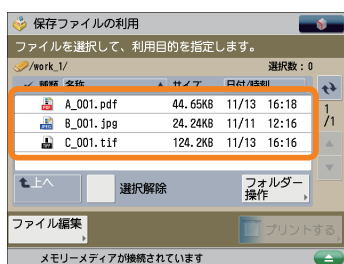 保存ファイルの利用
ファイルを選択して、利用目的を指定します。
/work_1/ 選択数: 0
種類 名称 ▲ サイズ 日付/時刻
A_001.pdf 44.65KB 11/13 16:18
B_001.jpg 24.24KB 11/11 12:16
C_001.tif 124.2KB 11/13 16:16
1
/1
上へ 選択解除 フォルダー操作
ファイル編集 プリントする
メモリーメディアが接続されています